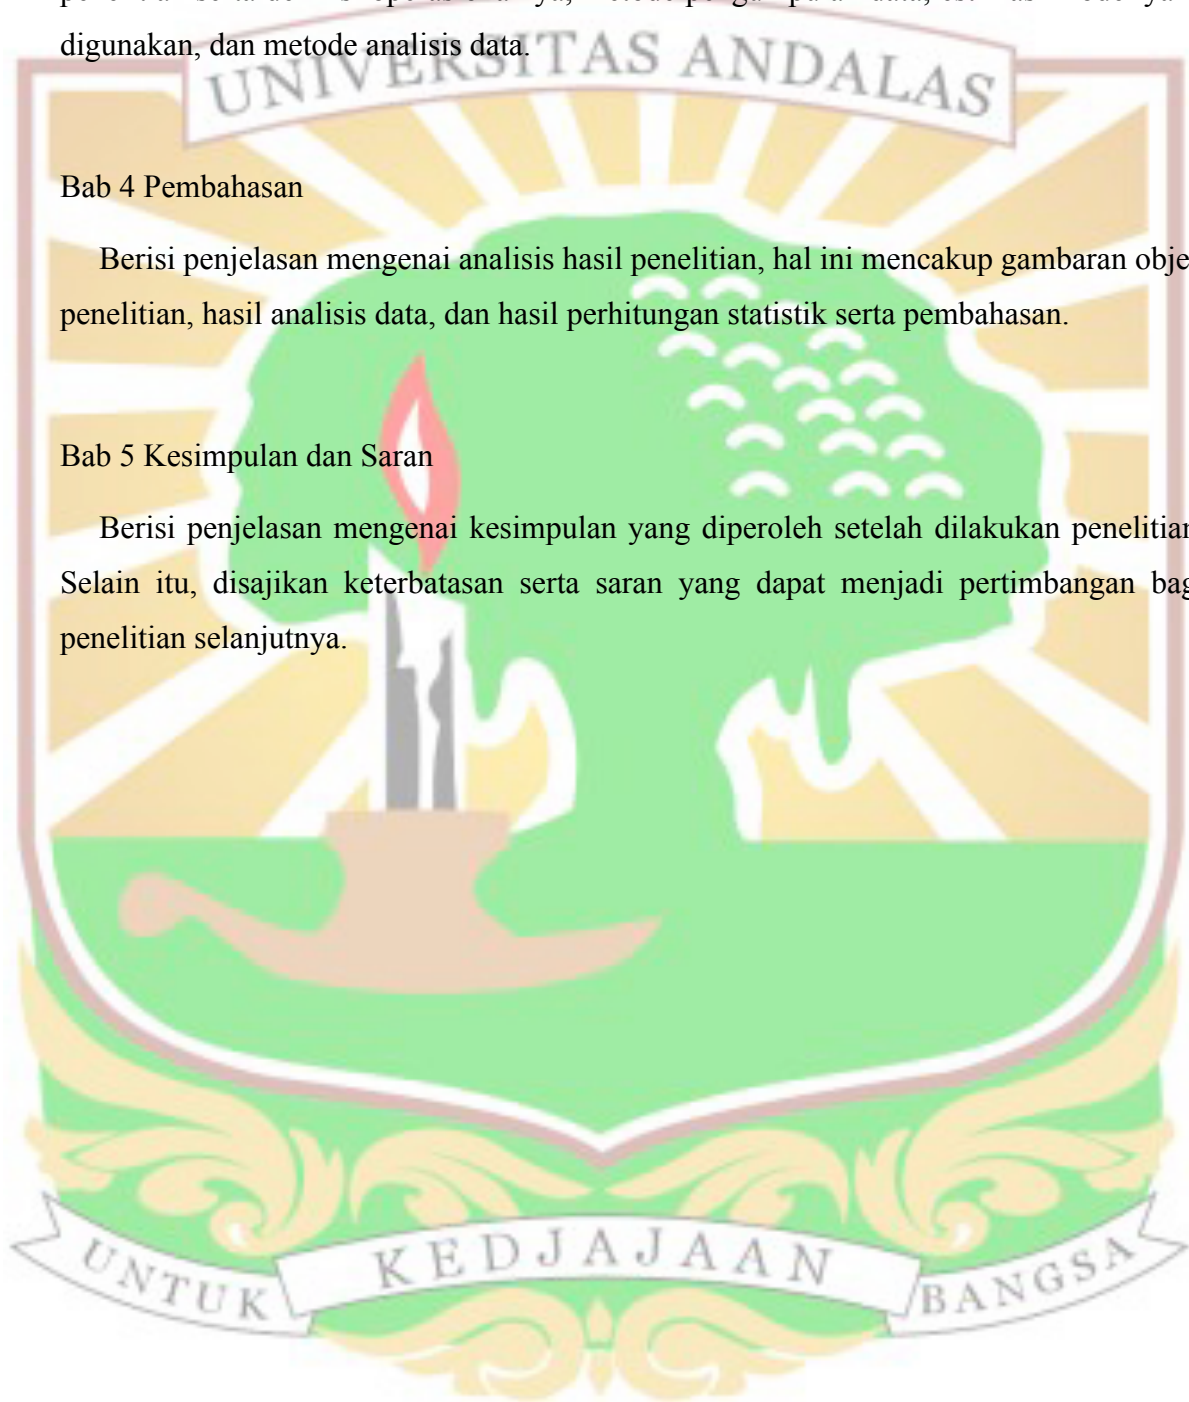 digunakan, dan metode analisis data.
UNIVERSITAS ANDALAS
Bab 4 Pembahasan
Berisi penjelasan mengenai analisis hasil penelitian, hal ini mencakup gambaran obje
penelitian, hasil analisis data, dan hasil perhitungan statistik serta pembahasan.
Bab 5 Kesimpulan dan Saran
Berisi penjelasan mengenai kesimpulan yang diperoleh setelah dilakukan penelitian
Selain itu, disajikan keterbatasan serta saran yang dapat menjadi pertimbangan bag
penelitian selanjutnya.
UNTUK KEDJAJAAN BANGSA